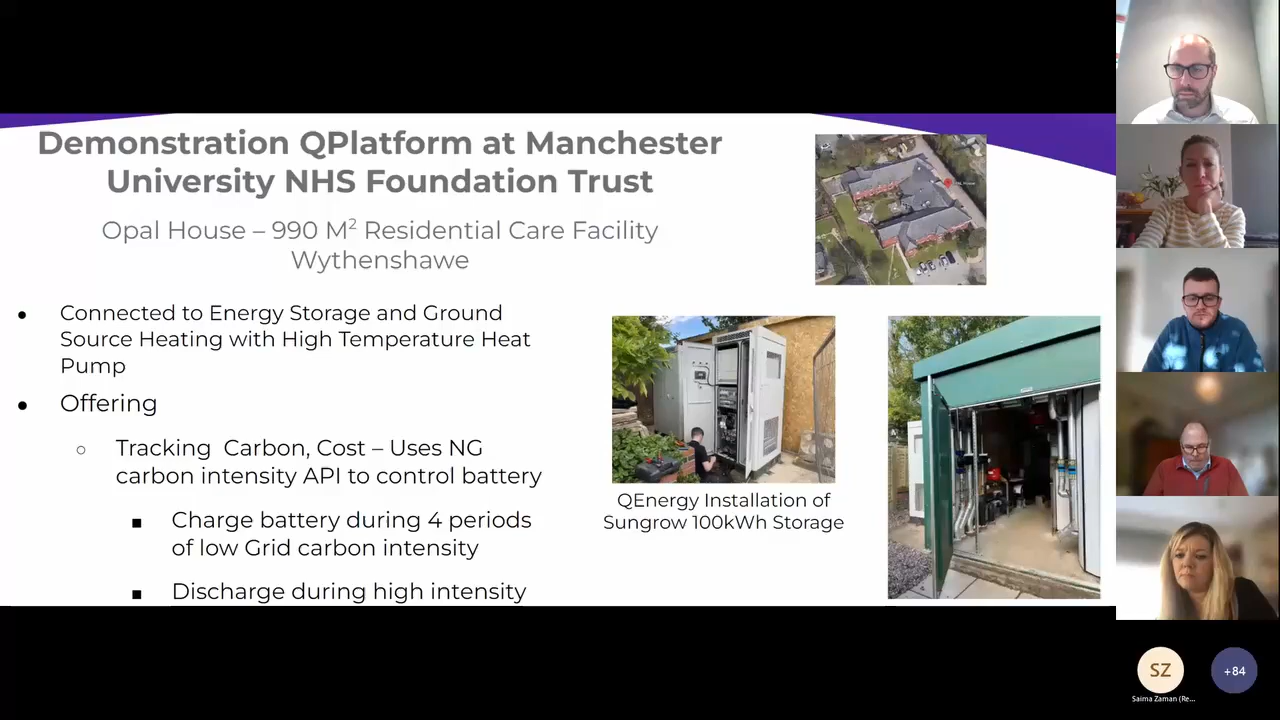 Demonstration QPlatform at Manchester
University NHS Foundation Trust
Opal House – 990 M² Residential Care Facility
Wythenshawe
● Connected to Energy Storage and Ground
Source Heating with High Temperature Heat
Pump
● Offering
○ Tracking Carbon, Cost – Uses NG
carbon intensity API to control battery
■ Charge battery during 4 periods
of low Grid carbon intensity
■ Discharge during high intensity
QEnergy Installation of
Sungrow 100kWh Storage
SZ
+84
Saima Zaman (Re...